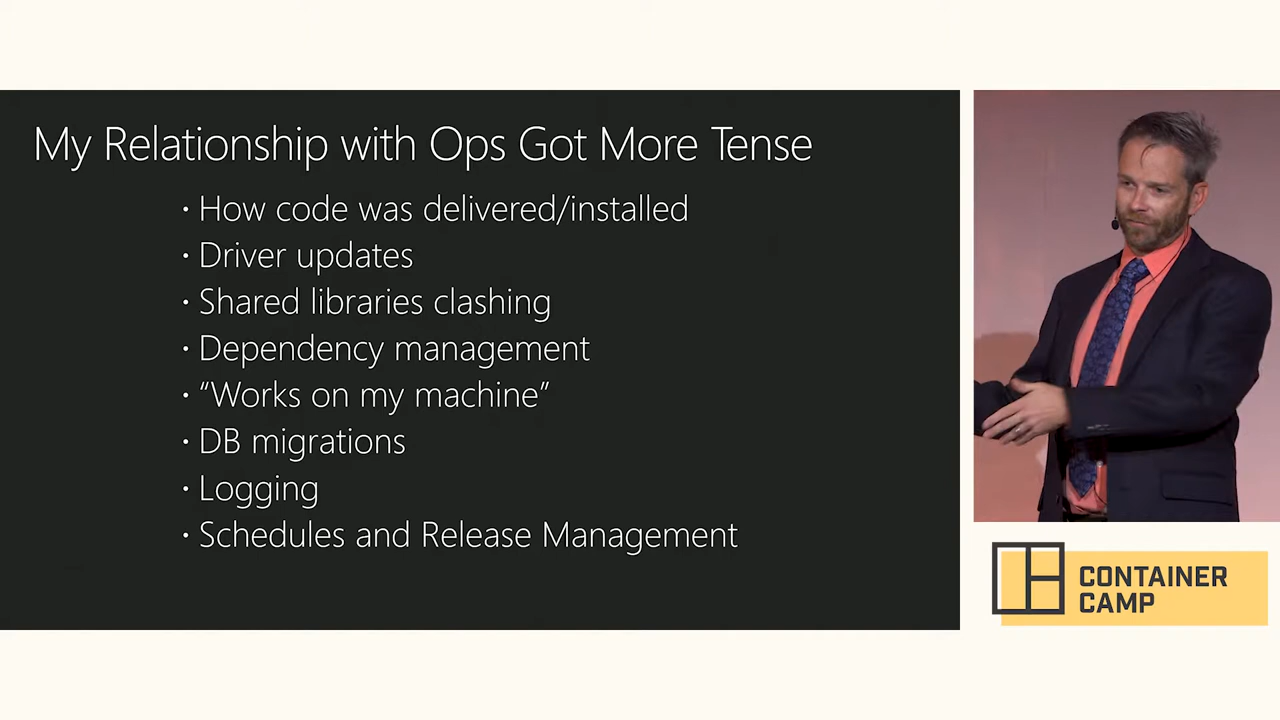 My Relationship with Ops Got More Tense
· How code was delivered/installed
· Driver updates
· Shared libraries clashing
· Dependency management
· “Works on my machine”
· DB migrations
· Logging
· Schedules and Release Management
CONTAINER
CAMP